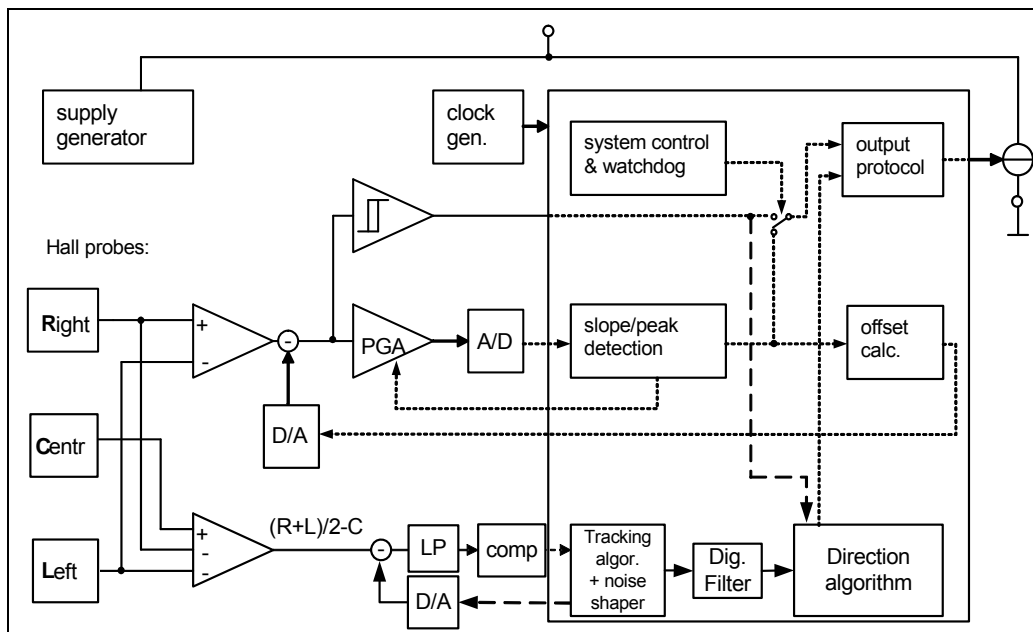 supply
generator
clock
gen.
system control
& watchdog
output
protocol
Hall probes:
Right
+
-
-
PGA
A/D
slope/peak
detection
offset
calc.
D/A
Centr
Left
+
-
-
(R+L)/2-C
-
LP
comp
D/A
Tracking
algor.
+ noise
shaper
Dig.
Filter
Direction
algorithm